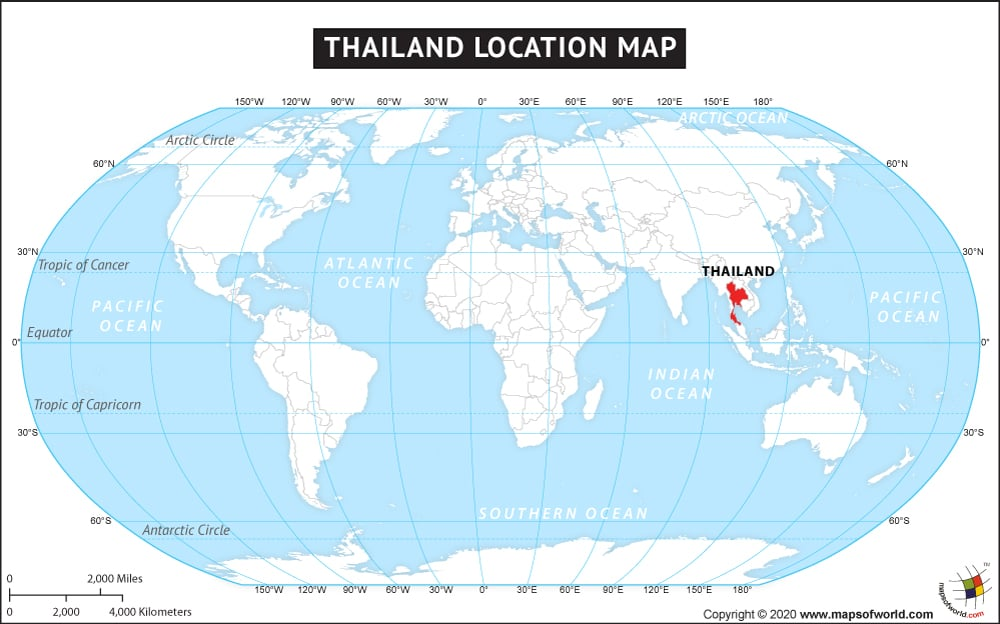 THAILAND LOCATION MAP
150°W 120°W 90°W 60°W 30°W 0° 30°E 60°E 90°E 120°E 150°E 180°
ARCTIC OCEAN
Arctic Circle
60°N 60°N
30°N 30°N
Tropic of Cancer
ATLANTIC
OCEAN
THAILAND
PACIFIC
OCEAN
PACIFIC
OCEAN
Equator
0° 0°
INDIAN
OCEAN
Tropic of Capricorn
30°S 30°S
SOUTHERN OCEAN
60°S 60°S
Antarctic Circle
0 2,000 Miles
0 2,000 4,000 Kilometers
150°W 120°W 90°W 60°W 30°W 0° 30°E 60°E 90°E 120°E 150°E 180°
Copyright © 2020 www.mapsofworld.com
mapsofworld.com
TM